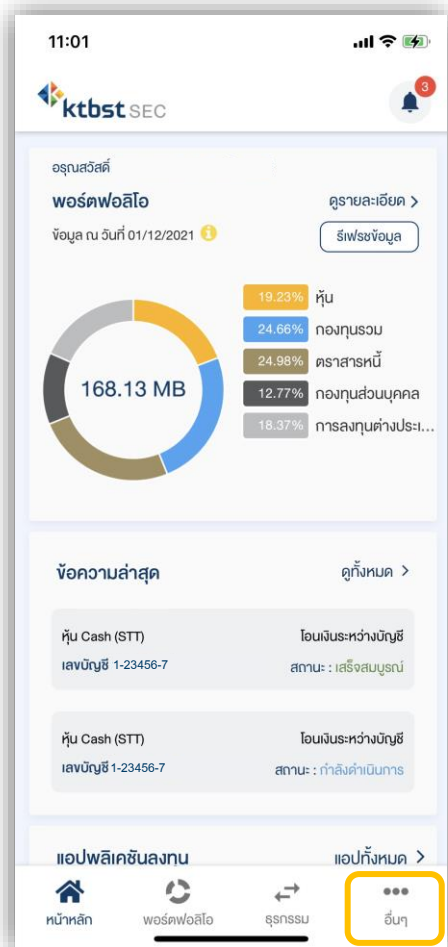 11:01
ktbst SEC
3
อรุณสวัสดิ์
พอร์ตฟอลิโอ
ดูรายละเอียด >
ข้อมูล ณ วันที่ 01/12/2021
รีเฟรชข้อมูล
168.13 MB
19.23% หุ้น
24.66% กองทุนรวม
24.98% ตราสารหนี้
12.77% กองทุนส่วนบุคคล
18.37% การลงทุนต่างประเ...
ข้อความล่าสุด
ดูทั้งหมด >
หุ้น Cash (STT)
โอนเงินระหว่างบัญชี
เลขบัญชี 1-23456-7
สถานะ : เสร็จสมบูรณ์
หุ้น Cash (STT)
โอนเงินระหว่างบัญชี
เลขบัญชี 1-23456-7
สถานะ : กำลังดำเนินการ
แอปพลิเคชันลงทุน
แอปทั้งหมด >
หน้าหลัก
พอร์ตฟอลิโอ
ธุรกรรม
อื่นๆ